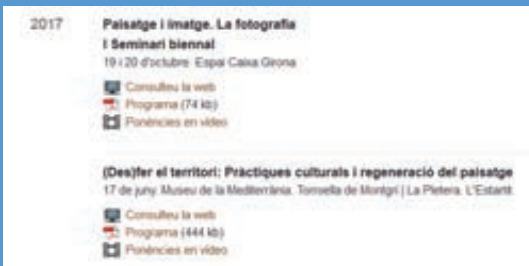 2017
Paisatge i imatge. La fotografia
I Seminari biennal
19 i 20 d'octubre. Espai Caixa Girona
Consulteu la web
Programa (74 kb)
Ponències en vídeo
(Des)fer el territori: Pràctiques culturals i regeneració del paisatge
17 de juny. Museu de la Mediterrània. Torroella de Montgrí | La Pletera. L'Estartit
Consulteu la web
Programa (444 kb)
Ponències en vídeo